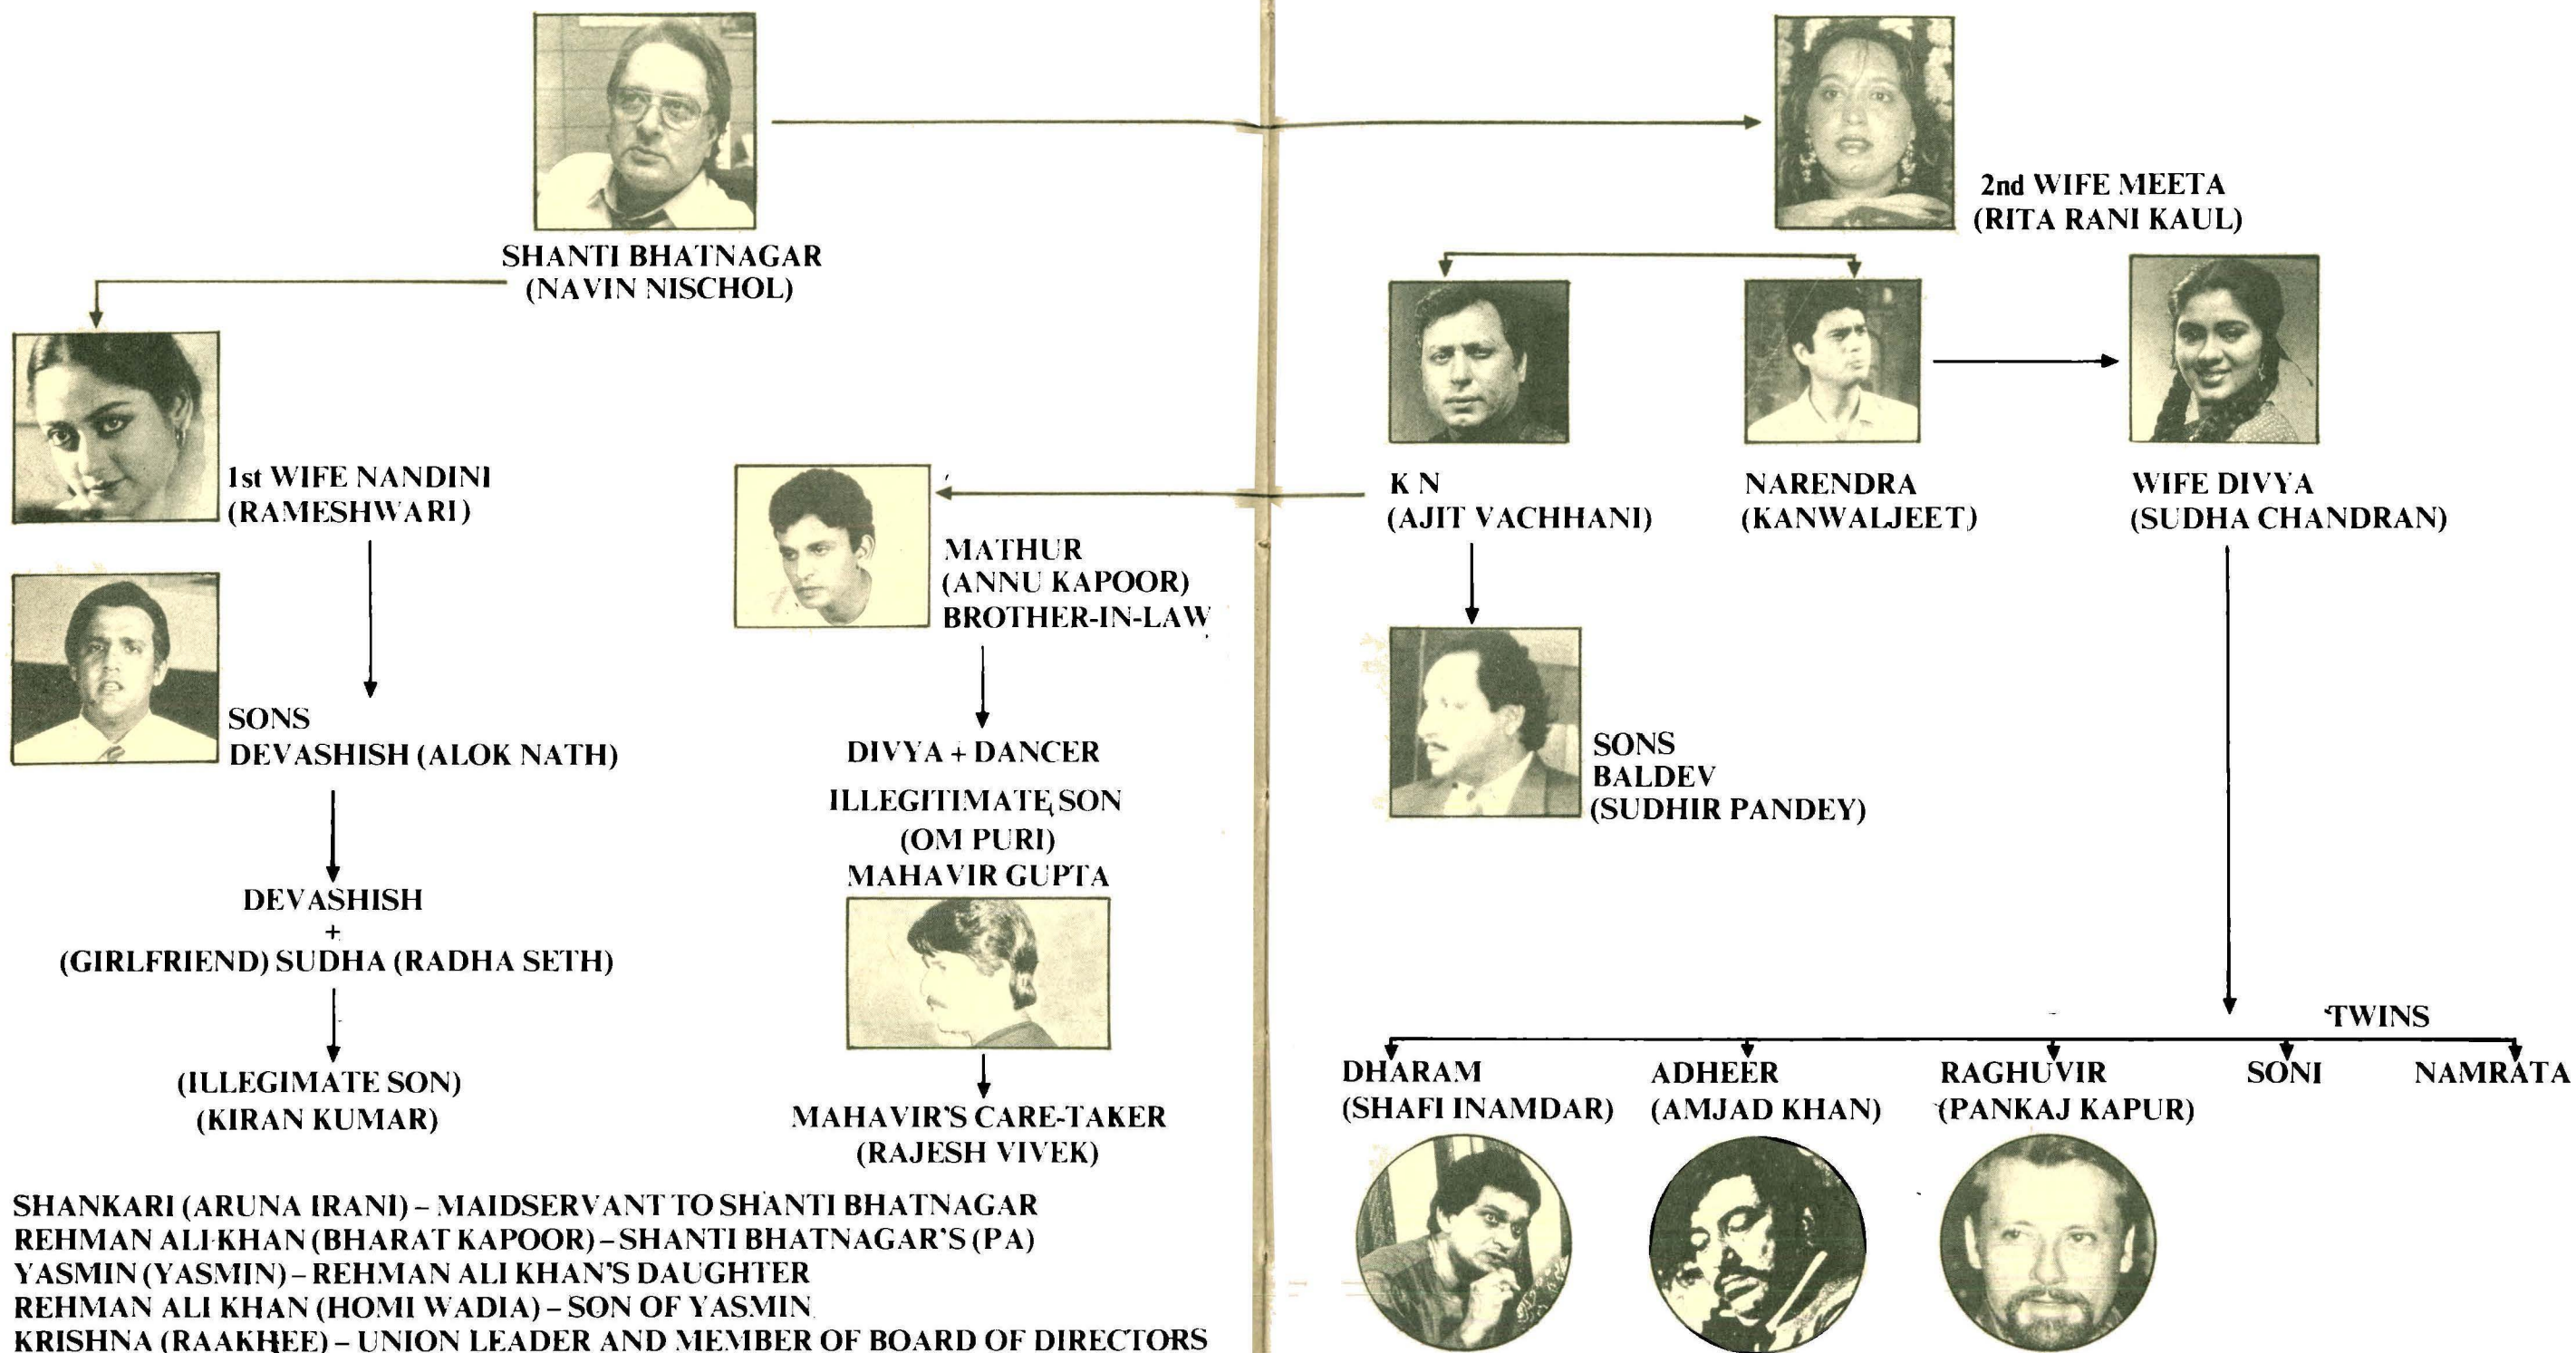 SHANTI BHATNAGAR
(NAVIN NISCHOL)
2nd WIFE MEETA
(RITA RANI KAUL)
1st WIFE NANDINI
(RAMESHWARI)
SONS
DEVASHISH (ALOK NATH)
DEVASHISH
+
(GIRLFRIEND) SUDHA (RADHA SETH)
(ILLEGIMATE SON)
(KIRAN KUMAR)
MATHUR
(ANNU KAPOOR)
BROTHER-IN-LAW
DIVYA + DANCER
ILLEGITIMATE SON
(OM PURI)
MAHAVIR GUPTA
MAHAVIR'S CARE-TAKER
(RAJESH VIVEK)
K N
(AJIT VACHHANI)
NARENDRA
(KANWALJEET)
WIFE DIVYA
(SUDHA CHANDRAN)
SONS
BALDEV
(SUDHIR PANDEY)
TWINS
DHARAM
(SHAFI INAMDAR)
ADHEER
(AMJAD KHAN)
RAGHUVIR
(PANKAJ KAPUR)
SONI
NAMRATA
SHANKARI (ARUNA IRANI) – MAIDSERVANT TO SHANTI BHATNAGAR
REHMAN ALI KHAN (BHARAT KAPOOR) – SHANTI BHATNAGAR'S (PA)
YASMIN (YASMIN) – REHMAN ALI KHAN'S DAUGHTER
REHMAN ALI KHAN (HOMI WADIA) – SON OF YASMIN
KRISHNA (RAAKHEE) – UNION LEADER AND MEMBER OF BOARD OF DIRECTORS